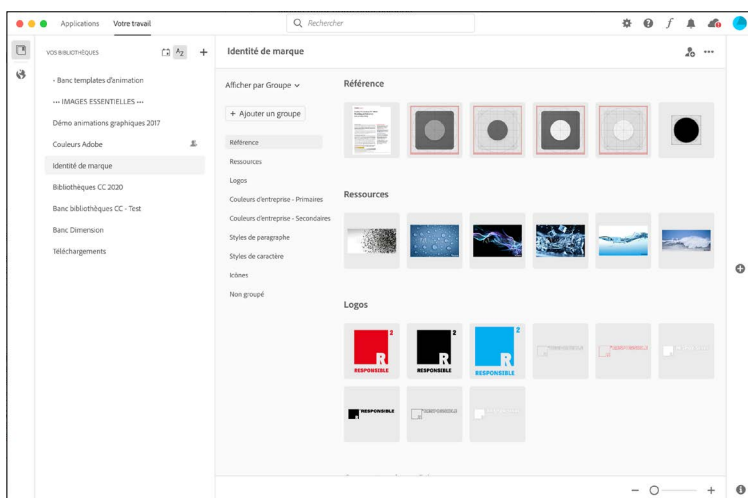 Applications
Votre travail
Rechercher
VOS BIBLIOTHÈQUES
- Banc templates d'animation
--- IMAGES ESSENTIELLES ---
Démo animations graphiques 2017
Couleurs Adobe
Identité de marque
Bibliothèques CC 2020
Banc bibliothèques CC - Test
Banc Dimension
Téléchargements
Identité de marque
Afficher par Groupe
+ Ajouter un groupe
Référence
Ressources
Logos
Couleurs d'entreprise - Primaires
Couleurs d'entreprise - Secondaires
Styles de paragraphe
Styles de caractère
Icônes
Non groupé
Référence
Ressources
Logos
2
R
RESPONSIBLE
2
R
RESPONSIBLE
2
R
RESPONSIBLE
RESPONSIBLE